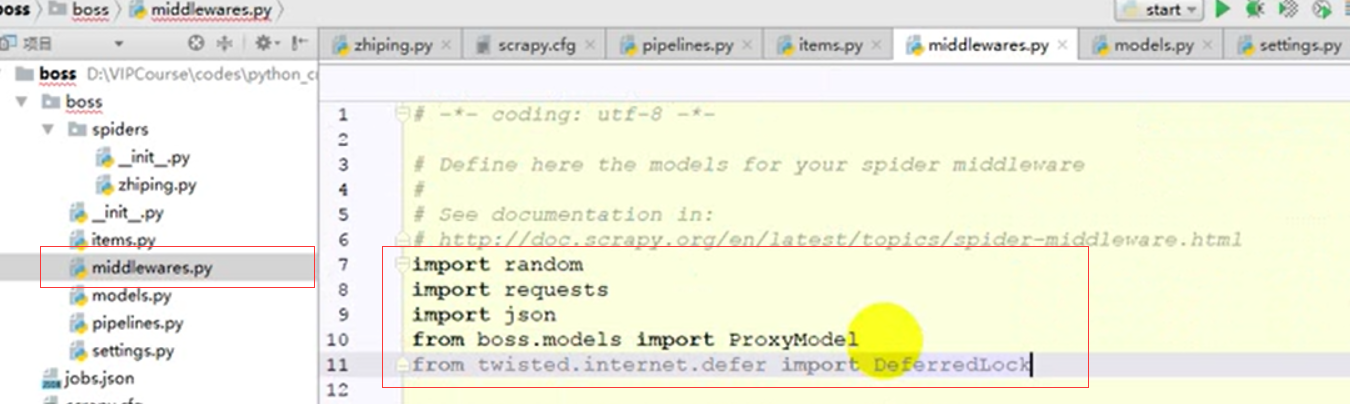 boss
boss
middlewares.py
start
项目
zhiping.py
scrapy.cfg
pipelines.py
items.py
middlewares.py
models.py
settings.py
boss D:\VIPCourse\codes\python_c
boss
spiders
__init__.py
zhiping.py
__init__.py
items.py
middlewares.py
models.py
pipelines.py
settings.py
jobs.json
scrapy.cfg
1 # -*- coding: utf-8 -*-
2
3 # Define here the models for your spider middleware
4 #
5 # See documentation in:
6 # http://doc.scrapy.org/en/latest/topics/spider-middleware.html
7 import random
8 import requests
9 import json
10 from boss.models import ProxyModel
11 from twisted.internet.defer import DeferredLock
12